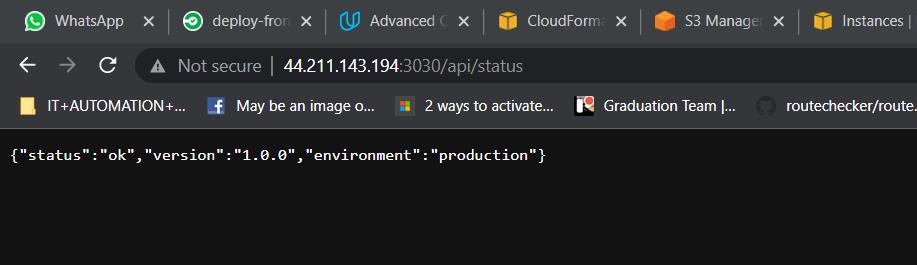 WhatsApp deploy-fron Advanced C CloudForma S3 Manage Instances |
Not secure | 44.211.143.194:3030/api/status
IT+AUTOMATION+... May be an image o... 2 ways to activate... Graduation Team |... routechecker/route.
{"status":"ok","version":"1.0.0","environment":"production"}